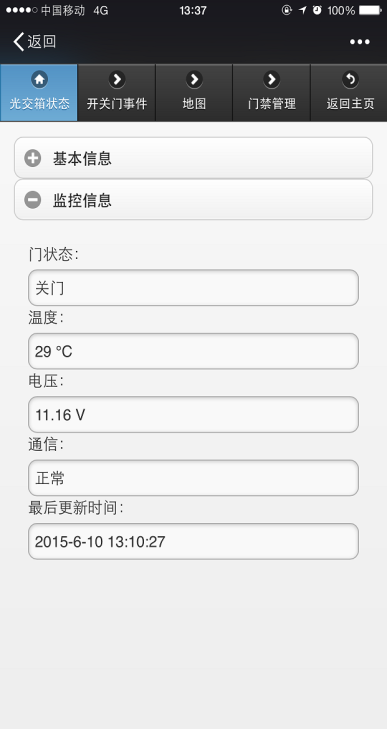 中国移动 4G 13:37 100%
返回
光交箱状态 开关门事件 地图 门禁管理 返回主页
基本信息
监控信息
门状态：
关门
温度：
29 °C
电压：
11.16 V
通信：
正常
最后更新时间：
2015-6-10 13:10:27